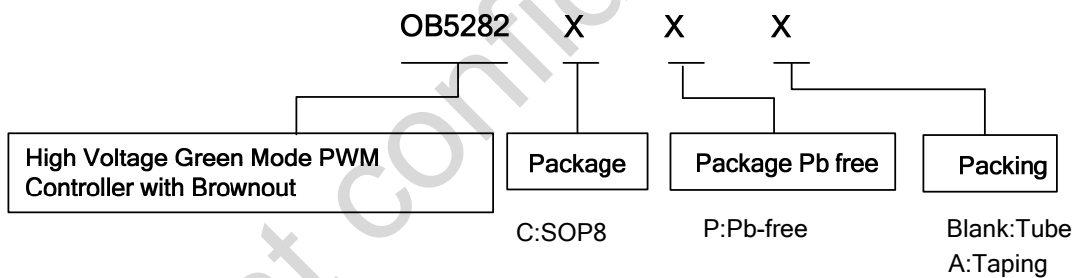 OB5282 X X X
High Voltage Green Mode PWM
Controller with Brownout
Package
Package Pb free
Packing
C:SOP8
P:Pb-free
Blank:Tube
A:Taping